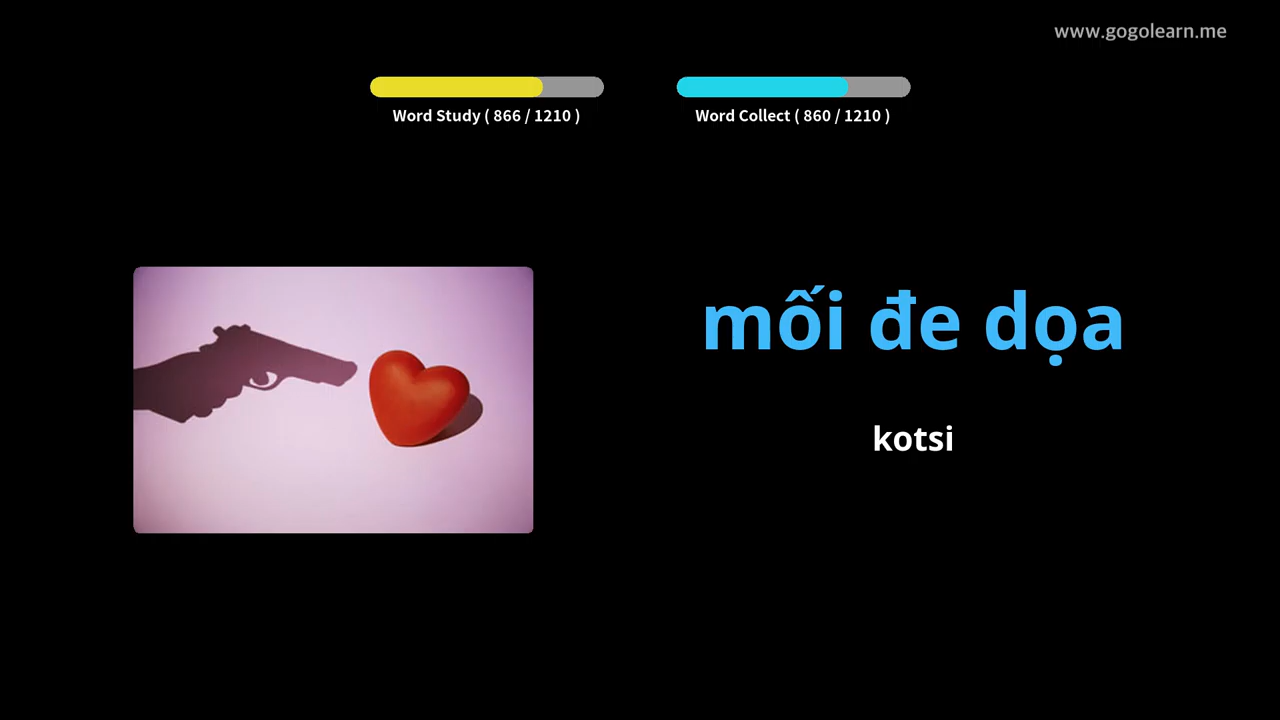 www.gogolearn.me
Word Study ( 866 / 1210 )
Word Collect ( 860 / 1210 )
mối đe dọa
kotsi